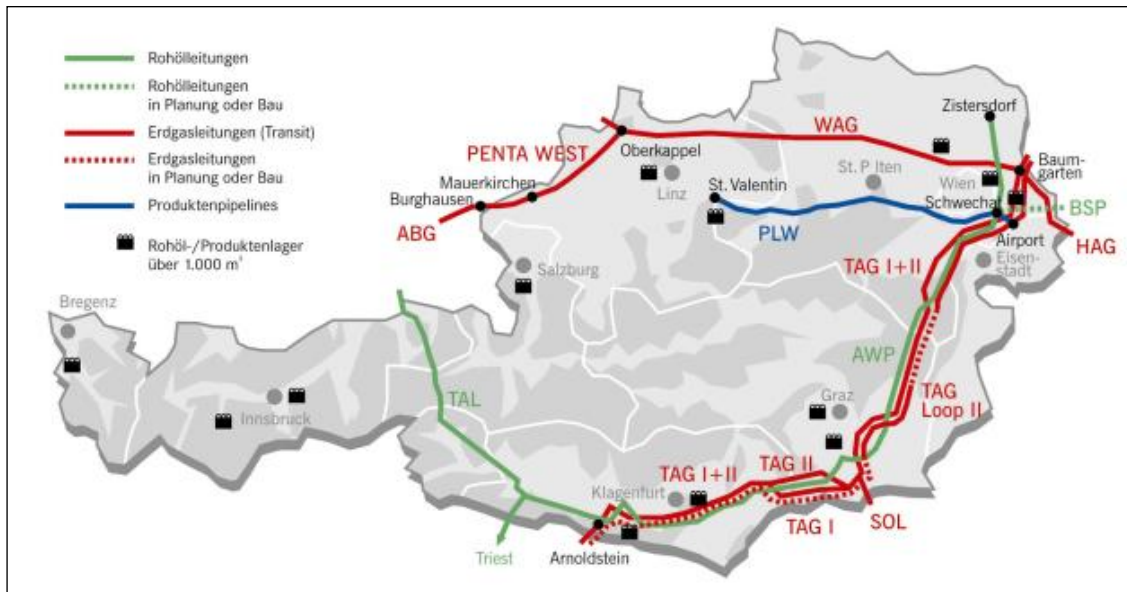 Rohölleitungen
Rohölleitungen
in Planung oder Bau
Erdgasleitungen (Transit)
Erdgasleitungen
in Planung oder Bau
Produktenpipelines
Rohöl-/Produktenlager
über 1.000 m³
Zistersdorf
WAG
PENTA WEST
Oberkappel
Linz
St. P lten
Wien
Baum-
garten
Mauerkirchen
Burghausen
St. Valentin
Schwechat
BSP
ABG
PLW
Airport
HAG
Eisen-
stadt
Salzburg
TAG I+II
Bregenz
AWP
TAL
Innsbruck
Graz
TAG
Loop II
TAG I+II
TAG II
Klagenfurt
TAG I
SOL
Triest
Arnoldstein